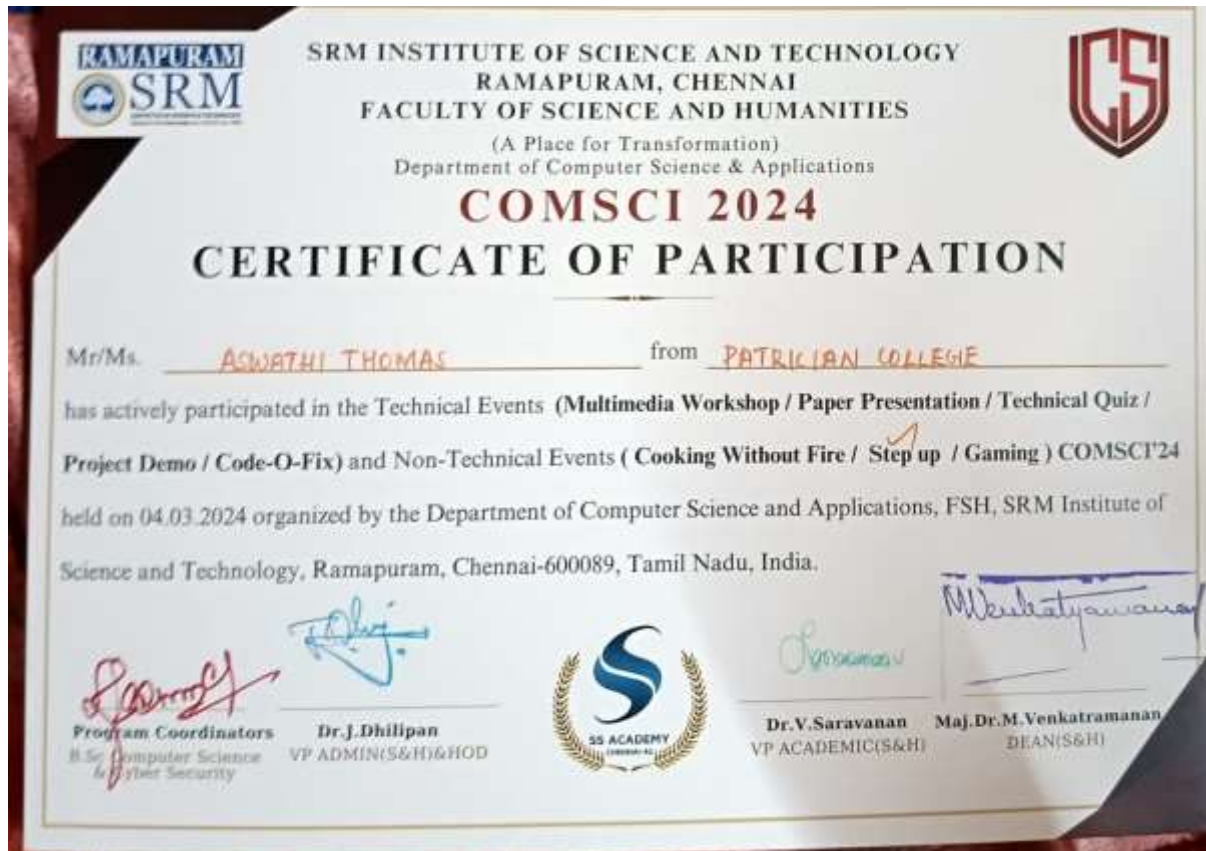 RAMAPURAM
SRM
SRM INSTITUTE OF SCIENCE AND TECHNOLOGY
RAMAPURAM, CHENNAI
FACULTY OF SCIENCE AND HUMANITIES
(A Place for Transformation)
Department of Computer Science & Applications
CS
COMSCI 2024
CERTIFICATE OF PARTICIPATION
Mr/Ms. ASWATHI THOMAS from PATRICIAN COLLEGE
has actively participated in the Technical Events (Multimedia Workshop / Paper Presentation / Technical Quiz /
Project Demo / Code-O-Fix) and Non-Technical Events ( Cooking Without Fire / Step up / Gaming ) COMSCI'24
held on 04.03.2024 organized by the Department of Computer Science and Applications, FSH, SRM Institute of
Science and Technology, Ramapuram, Chennai-600089, Tamil Nadu, India.
Program Coordinators
B.Sc Computer Science
& Cyber Security
Dr.J.Dhilipan
VP ADMIN(S&H)&HOD
SS ACADEMY
Dr.V.Saravanan
VP ACADEMIC(S&H)
Maj.Dr.M.Venkatramanan
DEAN(S&H)